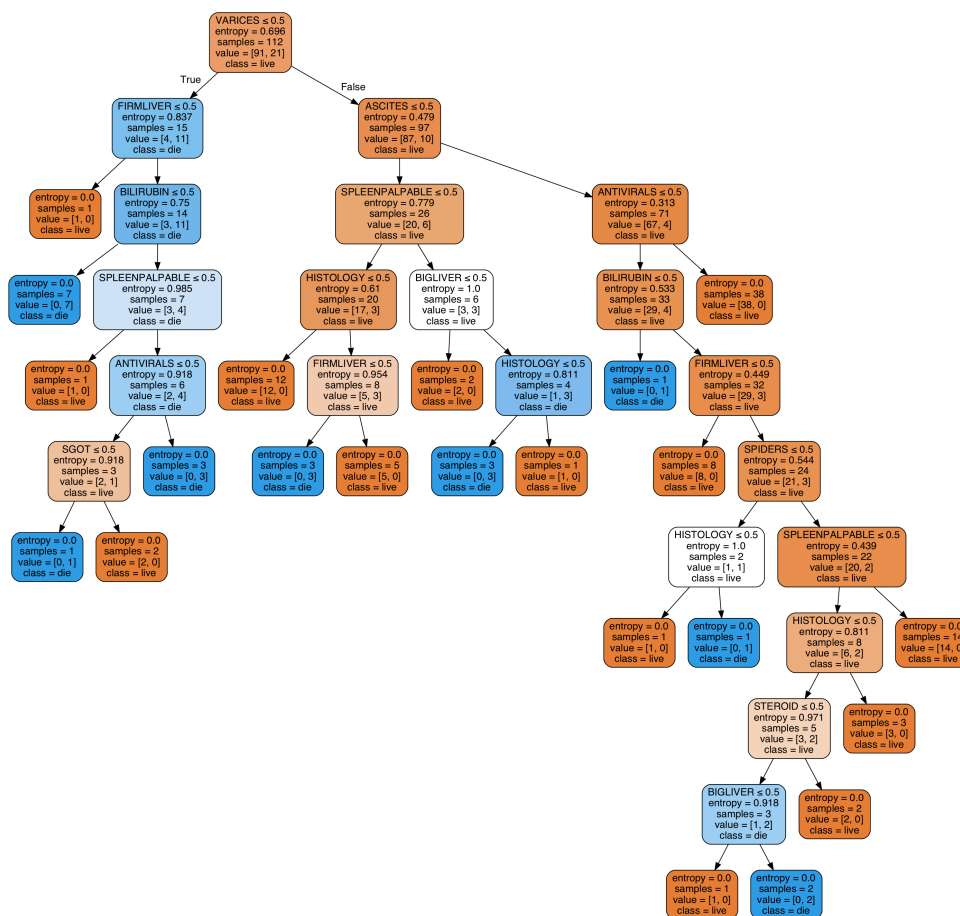 VARICES ≤ 0.5
entropy = 0.696
samples = 112
value = [91, 21]
class = live
True
False
FIRMLIVER ≤ 0.5
entropy = 0.837
samples = 15
value = [4, 11]
class = die
ASCITES ≤ 0.5
entropy = 0.479
samples = 97
value = [87, 10]
class = live
entropy = 0.0
samples = 1
value = [1, 0]
class = live
BILIRUBIN ≤ 0.5
entropy = 0.75
samples = 14
value = [3, 11]
class = die
SPLEENPALPABLE ≤ 0.5
entropy = 0.779
samples = 26
value = [20, 6]
class = live
ANTIVIRALS ≤ 0.5
entropy = 0.313
samples = 71
value = [67, 4]
class = live
entropy = 0.0
samples = 7
value = [0, 7]
class = die
SPLEENPALPABLE ≤ 0.5
entropy = 0.985
samples = 7
value = [3, 4]
class = die
HISTOLOGY ≤ 0.5
entropy = 0.61
samples = 20
value = [17, 3]
class = live
BIGLIVER ≤ 0.5
entropy = 1.0
samples = 6
value = [3, 3]
class = live
BILIRUBIN ≤ 0.5
entropy = 0.533
samples = 33
value = [29, 4]
class = live
entropy = 0.0
samples = 38
value = [38, 0]
class = live
entropy = 0.0
samples = 1
value = [1, 0]
class = live
ANTIVIRALS ≤ 0.5
entropy = 0.918
samples = 6
value = [2, 4]
class = die
entropy = 0.0
samples = 12
value = [12, 0]
class = live
FIRMLIVER ≤ 0.5
entropy = 0.954
samples = 8
value = [5, 3]
class = live
entropy = 0.0
samples = 2
value = [2, 0]
class = live
HISTOLOGY ≤ 0.5
entropy = 0.811
samples = 4
value = [1, 3]
class = die
entropy = 0.0
samples = 1
value = [0, 1]
class = die
FIRMLIVER ≤ 0.5
entropy = 0.449
samples = 32
value = [29, 3]
class = live
SGOT ≤ 0.5
entropy = 0.918
samples = 3
value = [2, 1]
class = live
entropy = 0.0
samples = 3
value = [0, 3]
class = die
entropy = 0.0
samples = 3
value = [0, 3]
class = die
entropy = 0.0
samples = 5
value = [5, 0]
class = live
entropy = 0.0
samples = 3
value = [0, 3]
class = die
entropy = 0.0
samples = 1
value = [1, 0]
class = live
entropy = 0.0
samples = 8
value = [8, 0]
class = live
SPIDERS ≤ 0.5
entropy = 0.544
samples = 24
value = [21, 3]
class = live
entropy = 0.0
samples = 1
value = [0, 1]
class = die
entropy = 0.0
samples = 2
value = [2, 0]
class = live
HISTOLOGY ≤ 0.5
entropy = 1.0
samples = 2
value = [1, 1]
class = live
SPLEENPALPABLE ≤ 0.5
entropy = 0.439
samples = 22
value = [20, 2]
class = live
entropy = 0.0
samples = 1
value = [1, 0]
class = live
entropy = 0.0
samples = 1
value = [0, 1]
class = die
HISTOLOGY ≤ 0.5
entropy = 0.811
samples = 8
value = [6, 2]
class = live
entropy = 0.0
samples = 14
value = [14, 0]
class = live
STEROID ≤ 0.5
entropy = 0.971
samples = 5
value = [3, 2]
class = live
entropy = 0.0
samples = 3
value = [3, 0]
class = live
BIGLIVER ≤ 0.5
entropy = 0.918
samples = 3
value = [1, 2]
class = die
entropy = 0.0
samples = 2
value = [2, 0]
class = live
entropy = 0.0
samples = 1
value = [1, 0]
class = live
entropy = 0.0
samples = 2
value = [0, 2]
class = die